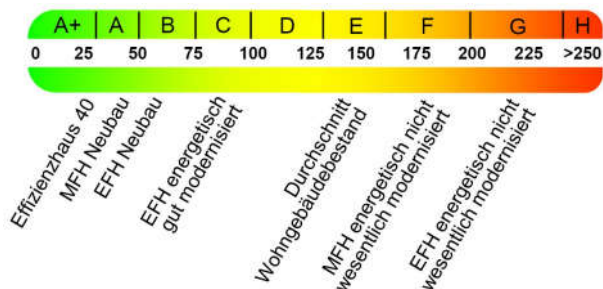 A+ A B C D E F G H
0 25 50 75 100 125 150 175 200 225 >250
Effizienzhaus 40
MFH Neubau
EFH Neubau
EFH energetisch
gut modernisiert
Durchschnitt
Wohngebäudebestand
MFH energetisch nicht
wesentlich modernisiert
EFH energetisch nicht
wesentlich modernisiert